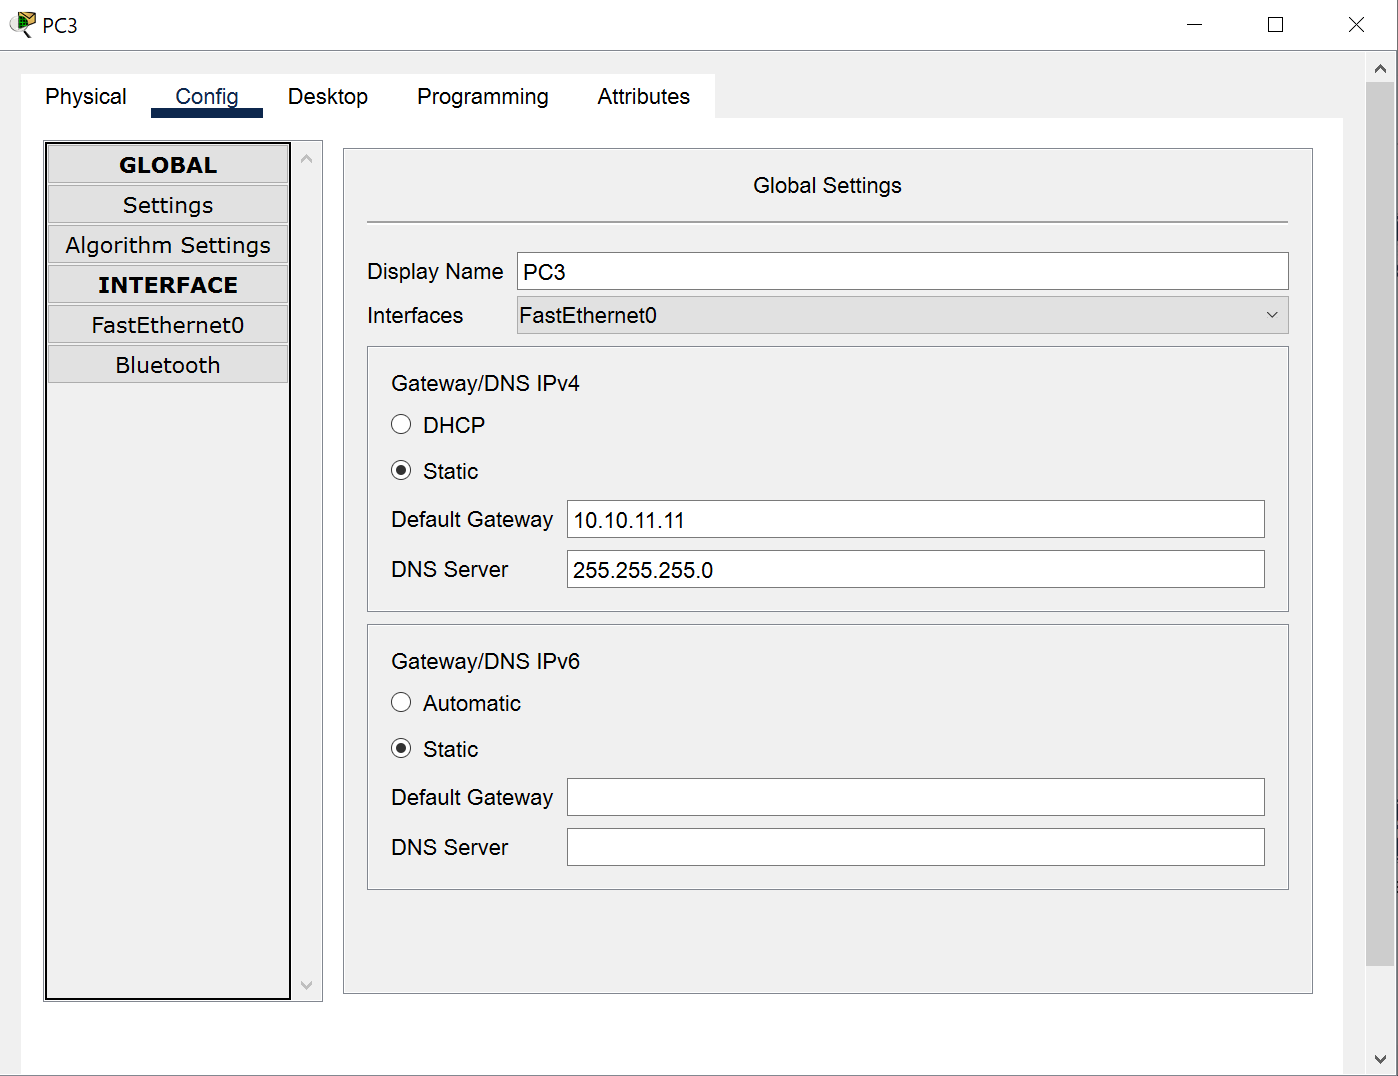 PC3
Physical Config Desktop Programming Attributes
GLOBAL
Settings
Algorithm Settings
INTERFACE
FastEthernet0
Bluetooth
Global Settings
Display Name PC3
Interfaces FastEthernet0
Gateway/DNS IPv4
DHCP
Static
Default Gateway 10.10.11.11
DNS Server 255.255.255.0
Gateway/DNS IPv6
Automatic
Static
Default Gateway
DNS Server